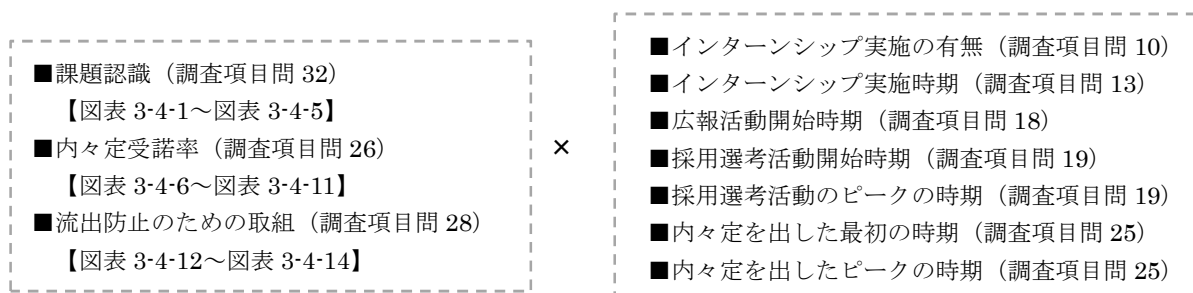 ■課題認識（調査項目問 32）
【図表 3-4-1～図表 3-4-5】
■内々定受諾率（調査項目問 26）
【図表 3-4-6～図表 3-4-11】
■流出防止のための取組（調査項目問 28）
【図表 3-4-12～図表 3-4-14】
×
■インターンシップ実施の有無（調査項目問 10）
■インターンシップ実施時期（調査項目問 13）
■広報活動開始時期（調査項目問 18）
■採用選考活動開始時期（調査項目問 19）
■採用選考活動のピークの時期（調査項目問 19）
■内々定を出した最初の時期（調査項目問 25）
■内々定を出したピークの時期（調査項目問 25）